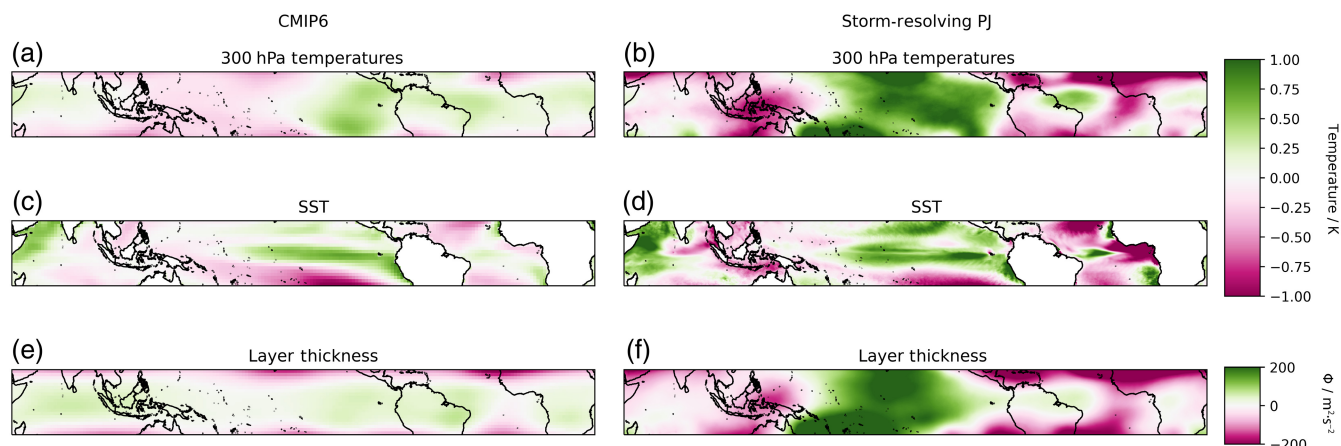 CMIP6
Storm-resolving PJ
(a)
300 hPa temperatures
(b)
300 hPa temperatures
1.00
0.75
0.50
0.25
0.00
−0.25
−0.50
−0.75
−1.00
Temperature / K
(c)
SST
(d)
SST
(e)
Layer thickness
(f)
Layer thickness
200
0
−200
Φ / m²·s⁻²